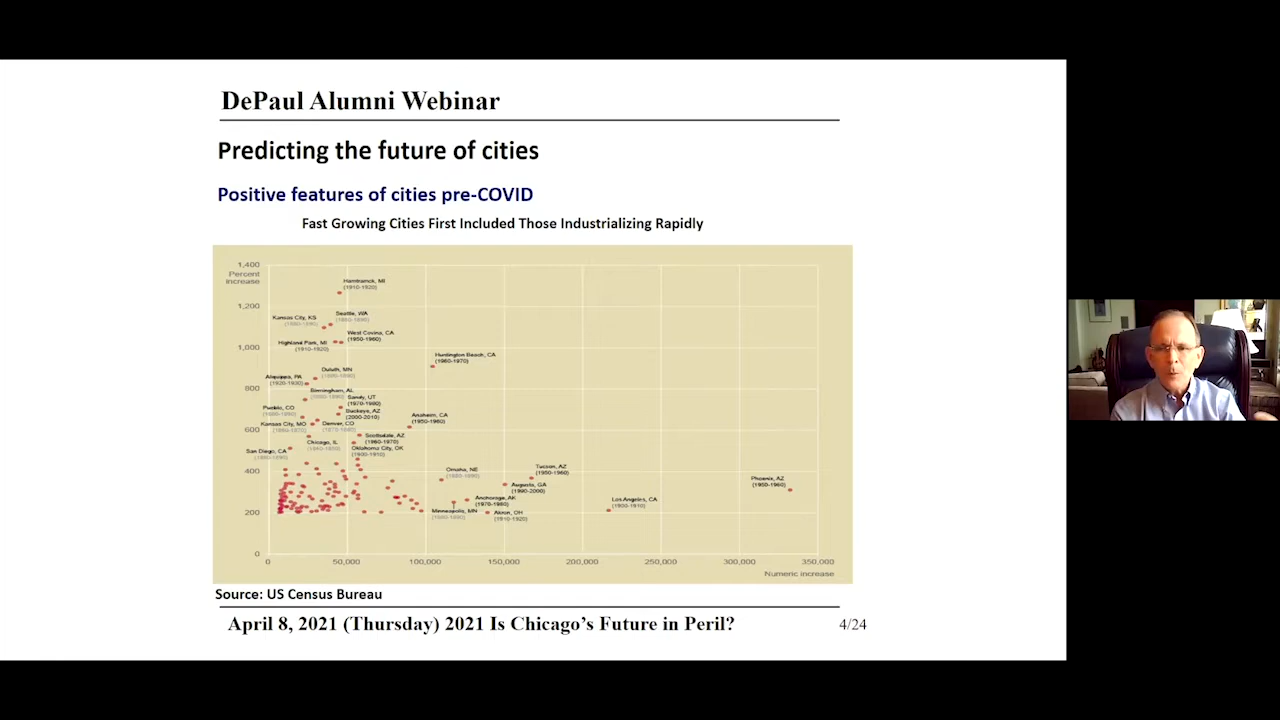 DePaul Alumni Webinar
Predicting the future of cities
Positive features of cities pre-COVID
Fast Growing Cities First Included Those Industrializing Rapidly
1,400
Percent
increase
1,200
1,000
800
600
400
200
0
Hamtramck, MI
(1910-1920)
Kansas City, KS
(1880-1890)
Seattle, WA
(1880-1890)
West Covina, CA
(1950-1960)
Highland Park, MI
(1910-1920)
Huntington Beach, CA
(1960-1970)
Duluth, MN
(1880-1890)
Aliquippa, PA
(1920-1930)
Birmingham, AL
(1880-1890)
Sandy, UT
(1970-1980)
Pueblo, CO
(1880-1890)
Buckeye, AZ
(2000-2010)
Anaheim, CA
(1950-1960)
Kansas City, MO
(1860-1870)
Denver, CO
(1870-1880)
Scottsdale, AZ
(1960-1970)
Chicago, IL
(1840-1850)
Oklahoma City, OK
(1900-1910)
San Diego, CA
(1880-1890)
Omaha, NE
(1880-1890)
Tucson, AZ
(1950-1960)
Augusta, GA
(1990-2000)
Phoenix, AZ
(1950-1960)
Anchorage, AK
(1970-1980)
Los Angeles, CA
(1900-1910)
Minneapolis, MN
(1880-1890)
Akron, OH
(1910-1920)
0 50,000 100,000 150,000 200,000 250,000 300,000 350,000
Numeric increase
Source: US Census Bureau
April 8, 2021 (Thursday) 2021 Is Chicago’s Future in Peril?
4/24